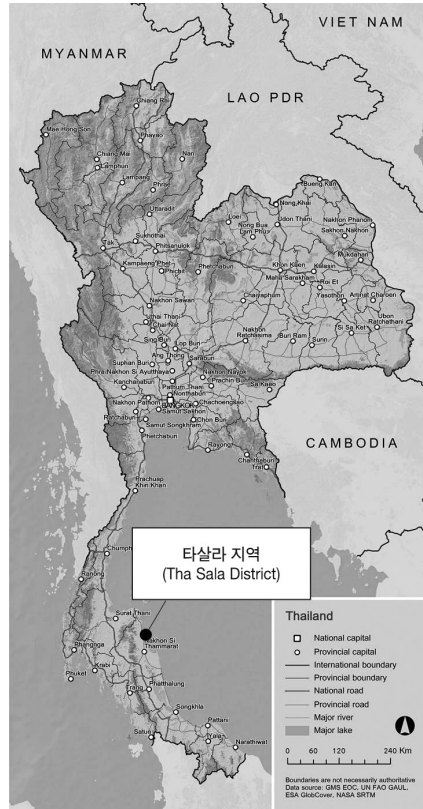 VIET NAM
MYANMAR
LAO PDR
Chiang Rai
Mae Hong Son
Phayao
Chiang Mai
Nan
Lamphun
Lampang
Phre
Bueng Kan
Uttaradit
Nong Khai
Loei
Udon Thani
Nakhon Phanom
Nong Bua
Lam Phur
Sakhon Nakhon
Sukhothai
Tak
Phitsanulok
Mukdahan
Kampaeng Phet
Phichit
Phetchabun
Khon Kaen
Kalasin
Maha Sarakham
Roi Et
Nakhon Sawan
Chaiyaphum
Yasothon
Amnat Charoen
Uthai Thani
Chai Nat
Ubon
Ratchathani
Nakhon
Ratchasima
Buri Ram
Surin
Si Sa Ket
Sing Buri
Lop Buri
Ang Thong
Suphan Buri
Saraburi
Phra Nakhon Si Ayutthaya
Nakhon Nayok
Kanchanaburi
Pathum Thani
Prachin Buri
Sa Kaeo
Nonthaburi
Nakhon Pathom
BANGKOK
Chachoengsao
Ratchaburi
Samut Sakhon
Chon Buri
Samut Songkhram
Phetchaburi
CAMBODIA
Rayong
Chanthaburi
Trat
Prachuap
Khiri Khan
타살라 지역
(Tha Sala District)
Chumph
Ranong
Surat Thani
Nakhon Si
Thammarat
Phangnga
Krabi
Phuket
Trang
Phatthalung
Songkhla
Pattani
Satun
Yala
Narathiwat
Thailand
National capital
Provincial capital
International boundary
Provincial boundary
National road
Provincial road
Major river
Major lake
0 60 120 240 Km
Boundaries are not necessarily authoritative
Data source: GMS EOC, UN FAO GAUL,
ESA GlobCover, NASA SRTM